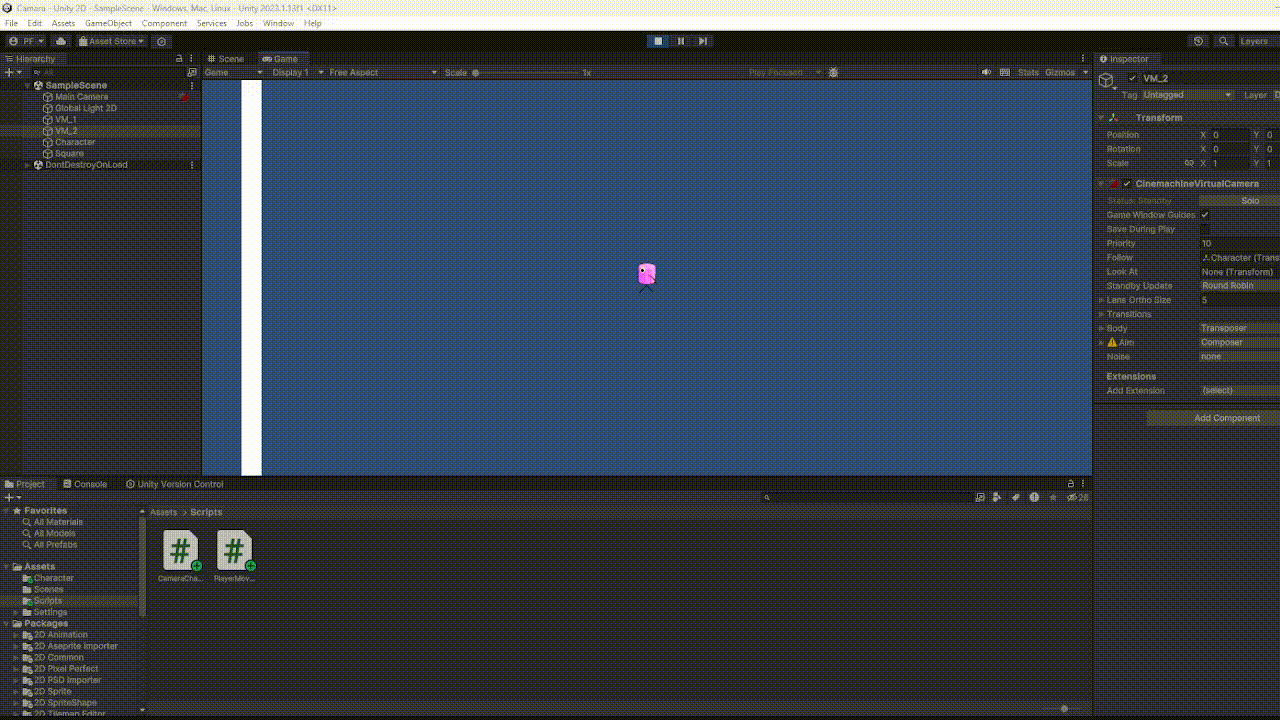 Camara - Unity 2D - SampleScene - Windows, Mac, Linux - Unity 2023.1.13f1 <DX11>
File Edit Assets GameObject Component Services Jobs Window Help
PF Asset Store Layers
Hierarchy Scene Game Inspector
All Game Display 1 Free Aspect Scale 1x Play Focused Stats Gizmos
SampleScene
Main Camera
Global Light 2D
VM_1
VM_2
Character
Square
DontDestroyOnLoad
VM_2
Tag Untagged Layer
Transform
Position X 0 Y 0
Rotation X 0 Y 0
Scale X 1 Y 1
CinemachineVirtualCamera
Status: Standby Solo
Game Window Guides
Save During Play
Priority 10
Follow Character (Trans
Look At None (Transform)
Standby Update Round Robin
Lens Ortho Size 5
Transitions
Body Transposer
Aim Composer
Noise none
Extensions
Add Extension (select)
Add Component
Project Console Unity Version Control
26
Favorites
All Materials
All Models
All Prefabs
Assets
Character
Scenes
Scripts
Settings
Packages
2D Animation
2D Aseprite Importer
2D Common
2D Pixel Perfect
2D PSD Importer
2D Sprite
2D SpriteShape
2D Tilemap Editor
Assets > Scripts
# #
CameraCha... PlayerMov...